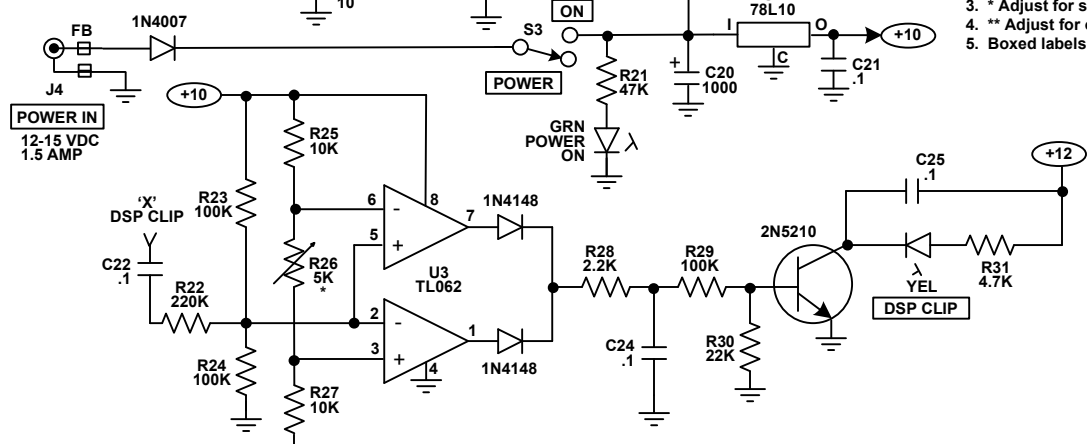 10
ON
3. * Adjust for s
4. ** Adjust for
5. Boxed labels
FB
1N4007
S3
78L10
I
O
C
+10
J4
POWER IN
12-15 VDC
1.5 AMP
POWER
R21
47K
C20
1000
+
C21
.1
GRN
POWER
ON
+10
R25
10K
R23
100K
'X'
DSP CLIP
C22
.1
R22
220K
R26
5K
*
R24
100K
R27
10K
6
-
5
+
8
7
U3
TL062
2
-
3
+
1
4
1N4148
1N4148
R28
2.2K
R29
100K
C24
.1
R30
22K
2N5210
C25
.1
+12
R31
4.7K
YEL
DSP CLIP